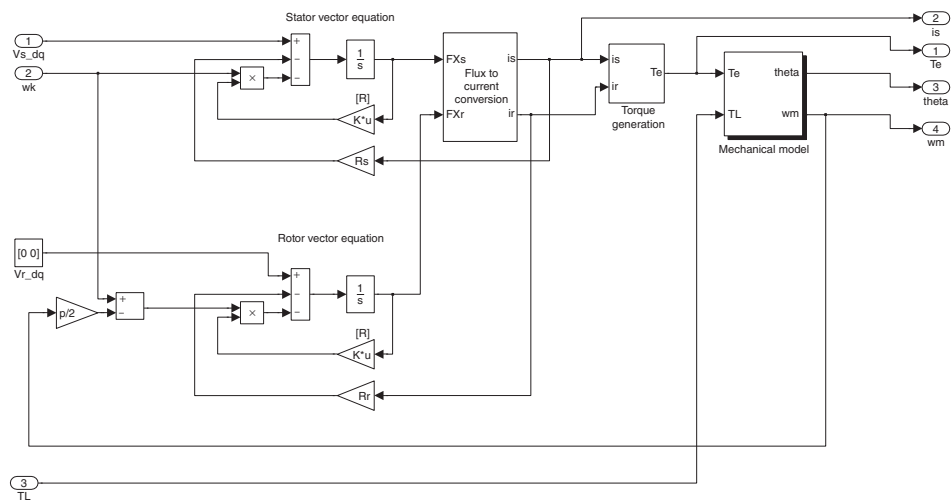 Stator vector equation
1
Vs_dq
2
wk
+
−
−
×
1
s
[R]
K*u
Rs
FXs
is
Flux to
current
conversion
FXr
ir
is
Te
ir
Torque
generation
Te
theta
TL
wm
Mechanical model
2
is
1
Te
3
theta
4
wm
Rotor vector equation
[0 0]
Vr_dq
p/2
+
−
×
+
−
−
1
s
[R]
K*u
Rr
3
TL